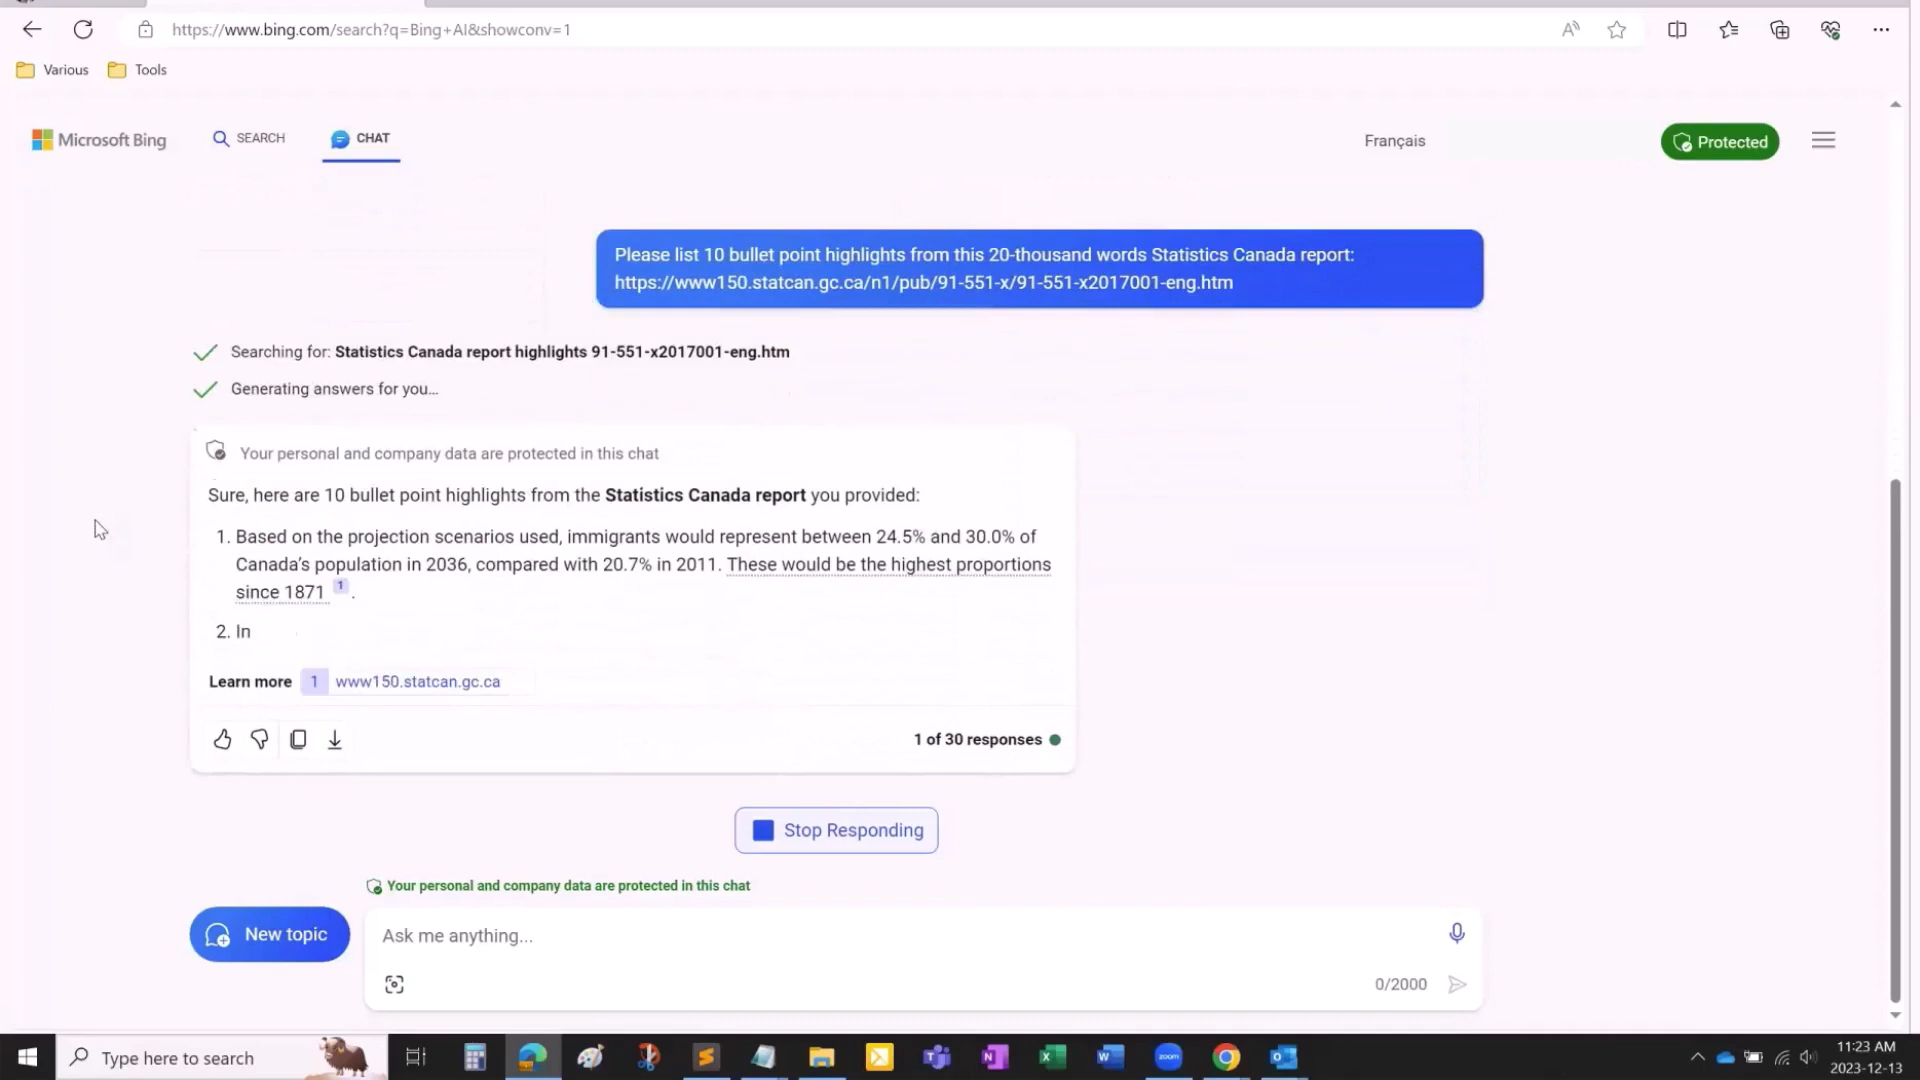 https://www.bing.com/search?q=Bing+AI&showconv=1
Various
Tools
Microsoft Bing
SEARCH
CHAT
Français
Protected
Please list 10 bullet point highlights from this 20-thousand words Statistics Canada report:
https://www150.statcan.gc.ca/n1/pub/91-551-x/91-551-x2017001-eng.htm
Searching for: Statistics Canada report highlights 91-551-x2017001-eng.htm
Generating answers for you...
Your personal and company data are protected in this chat
Sure, here are 10 bullet point highlights from the Statistics Canada report you provided:
1. Based on the projection scenarios used, immigrants would represent between 24.5% and 30.0% of
Canada's population in 2036, compared with 20.7% in 2011. These would be the highest proportions
since 1871 1 .
2. In
Learn more 1 www150.statcan.gc.ca
1 of 30 responses
Stop Responding
Your personal and company data are protected in this chat
New topic
Ask me anything...
0/2000
Type here to search
zoom
11:23 AM
2023-12-13